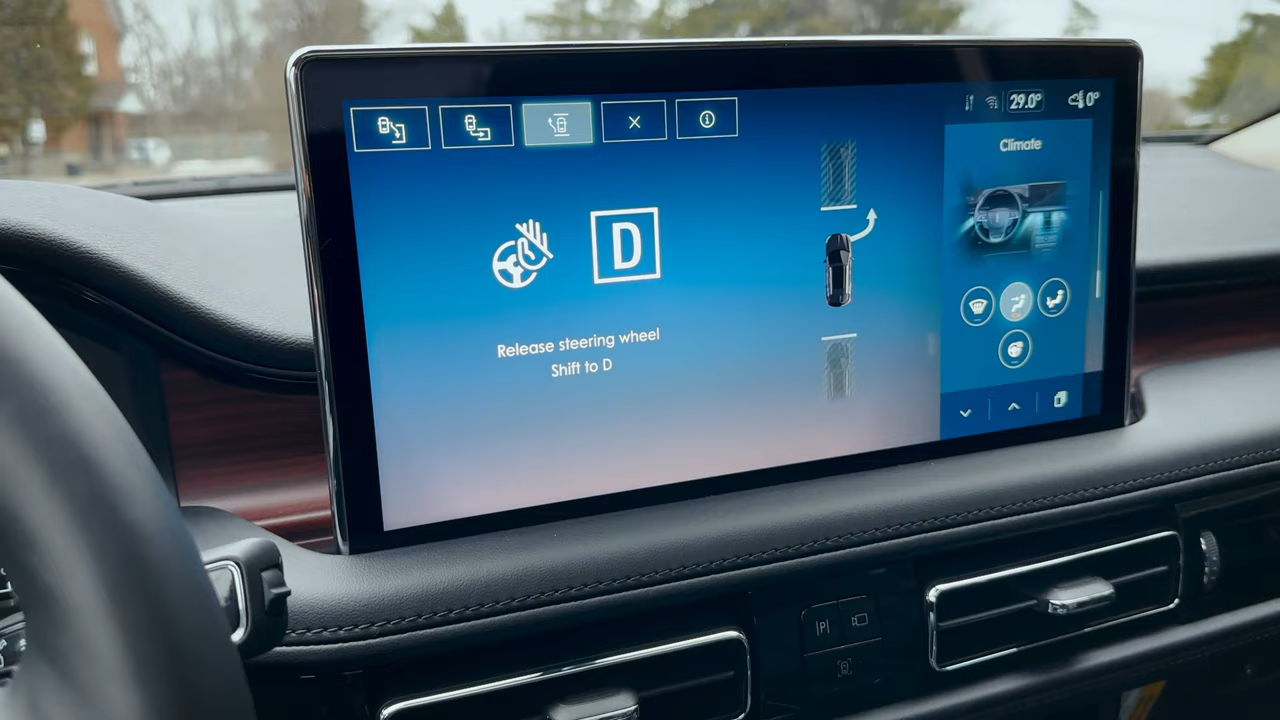 29.0°
0°
Climate
D
Release steering wheel
Shift to D
P